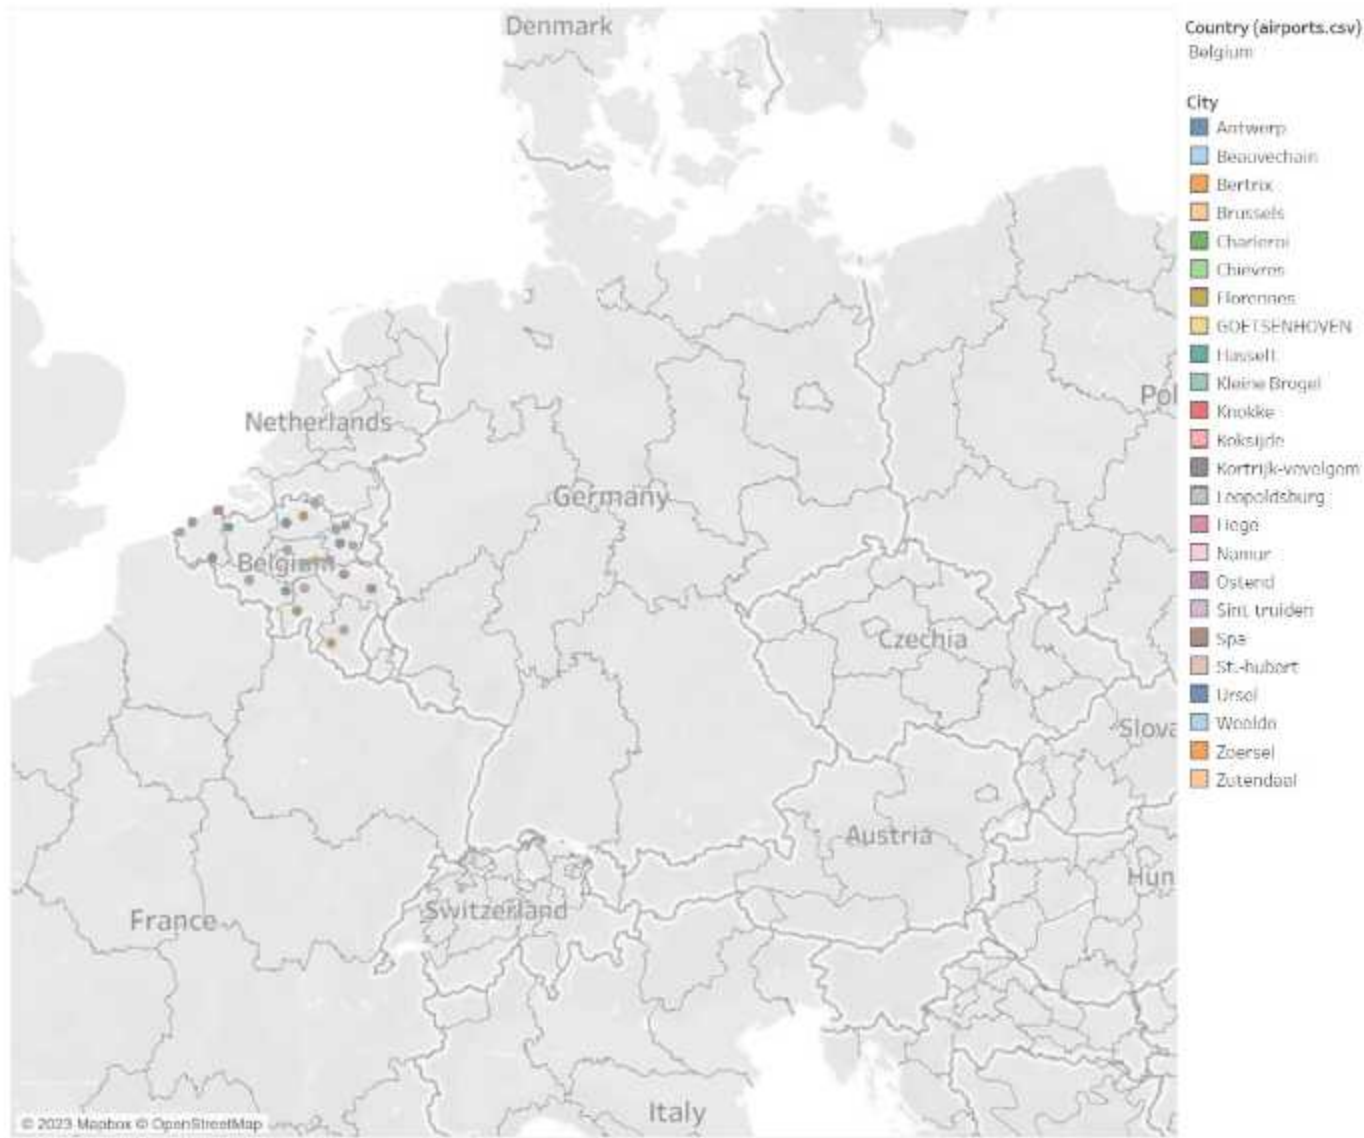 Denmark
Netherlands
Germany
Belgium
Pol
Czechia
Slova
Austria
Hun
Switzerland
France
Italy
© 2023 Mapbox © OpenStreetMap
Country (airports.csv)
Belgium
City
Antwerp
Beauvechain
Bertrix
Brussels
Charleroi
Chievres
Florennes
GOETSENHOVEN
Hasselt
Kleine Brogel
Knokke
Koksijde
Kortrijk-vevelgem
Leopoldsburg
Liege
Namur
Ostend
Sint truiden
Spa
St.-hubert
Ursel
Weelde
Zoersel
Zutendaal